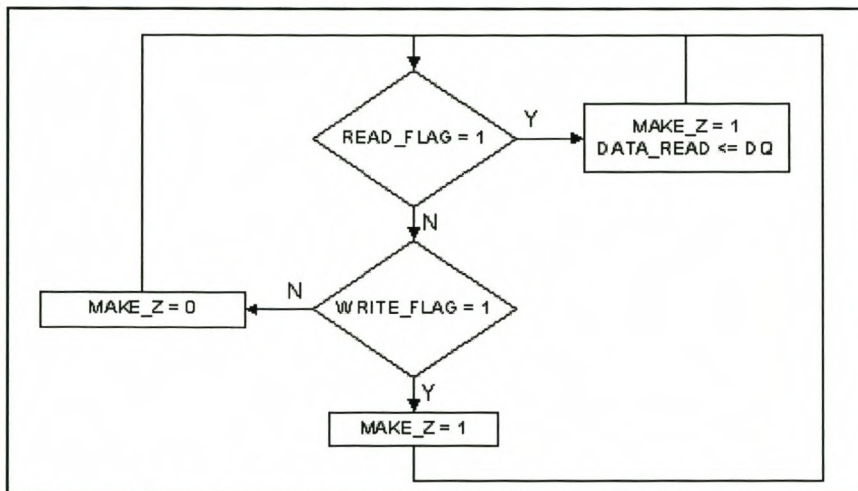 READ_FLAG = 1
Y
MAKE_Z = 1
DATA_READ <= DQ
N
N
WRITE_FLAG = 1
MAKE_Z = 0
Y
MAKE_Z = 1